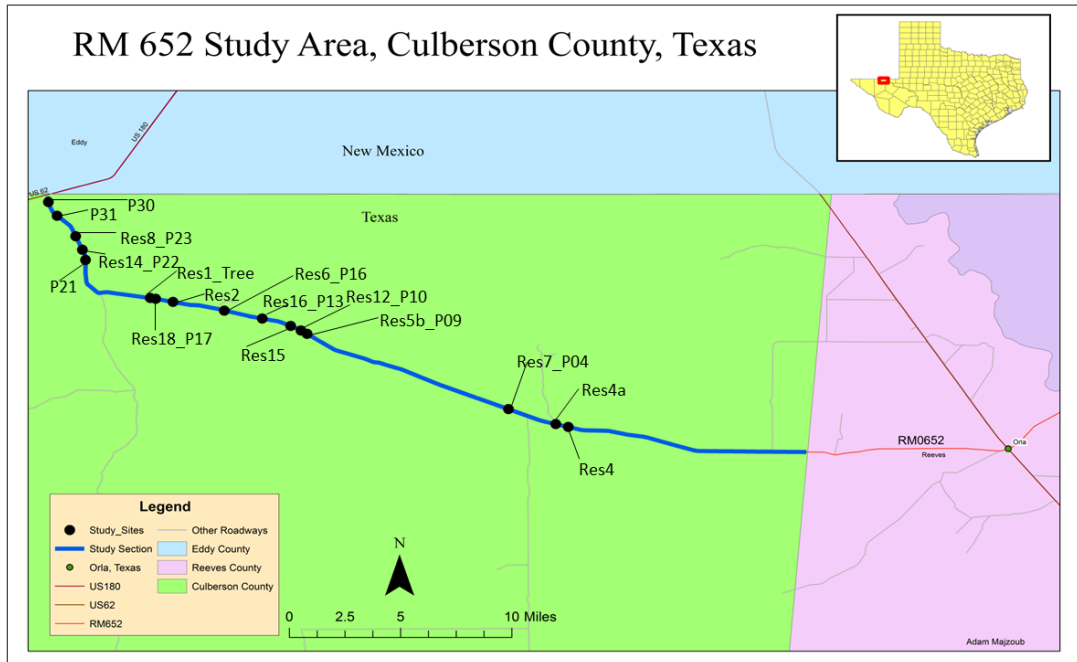 RM 652 Study Area, Culberson County, Texas
Eddy
US 180
New Mexico
US 62
Texas
P30
P31
Res8_P23
Res14_P22
P21
Res1_Tree
Res2
Res18_P17
Res6_P16
Res16_P13
Res12_P10
Res15
Res5b_P09
Res7_P04
Res4a
Res4
RM0652
Reeves
Orla
Legend
Study_Sites
Study Section
Orla, Texas
US180
US62
RM652
Other Roadways
Eddy County
Reeves County
Culberson County
N
0 2.5 5 10 Miles
Adam Majzoub